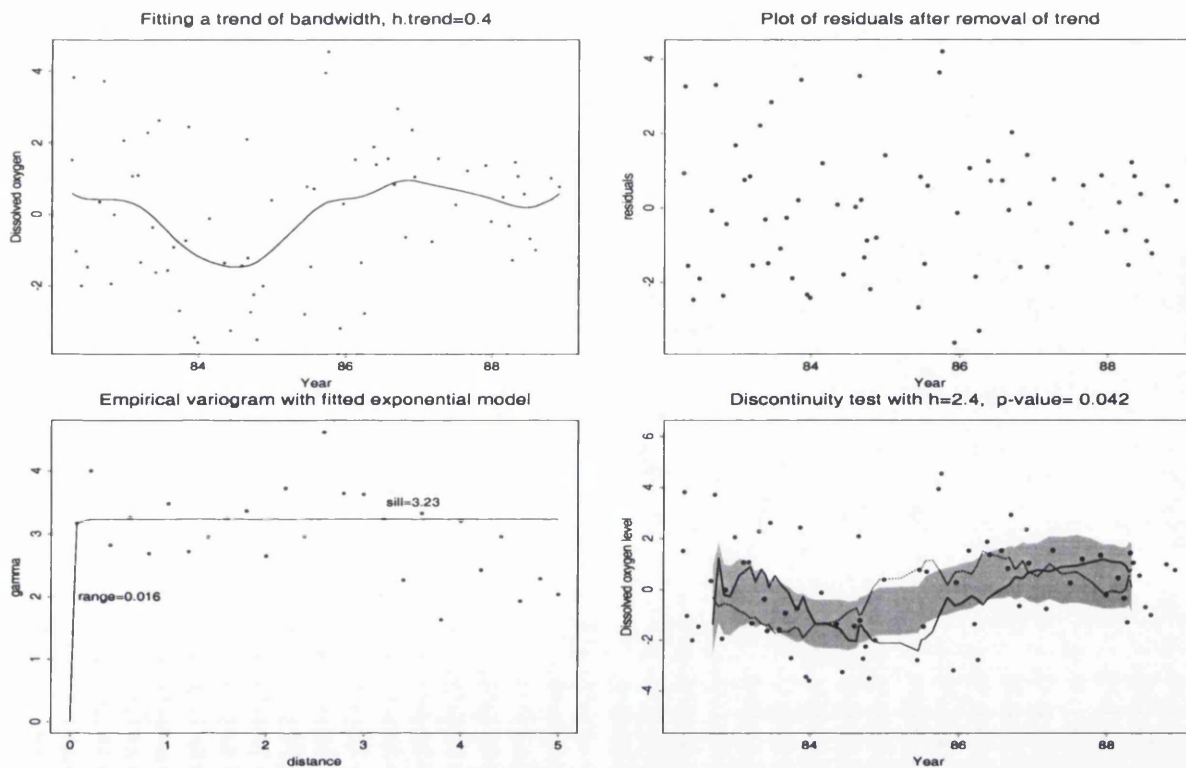 Fitting a trend of bandwidth, h.trend=0.4
Dissolved oxygen
4
2
0
-2
84
86
88
Year
Plot of residuals after removal of trend
residuals
4
2
0
-2
84
86
88
Year
Empirical variogram with fitted exponential model
gamma
4
3
2
1
0
sill=3.23
range=0.016
0
1
2
3
4
5
distance
Discontinuity test with h=2.4, p-value= 0.042
Dissolved oxygen level
6
4
2
0
-2
-4
84
86
88
Year